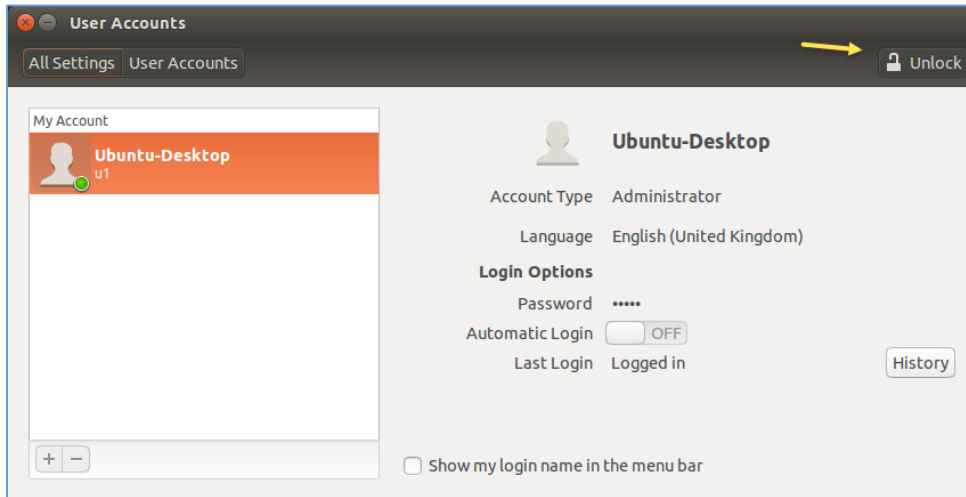 User Accounts
All Settings User Accounts
Unlock
My Account
Ubuntu-Desktop
u1
Ubuntu-Desktop
Account Type Administrator
Language English (United Kingdom)
Login Options
Password •••••
Automatic Login OFF
Last Login Logged in
History
+ −
Show my login name in the menu bar